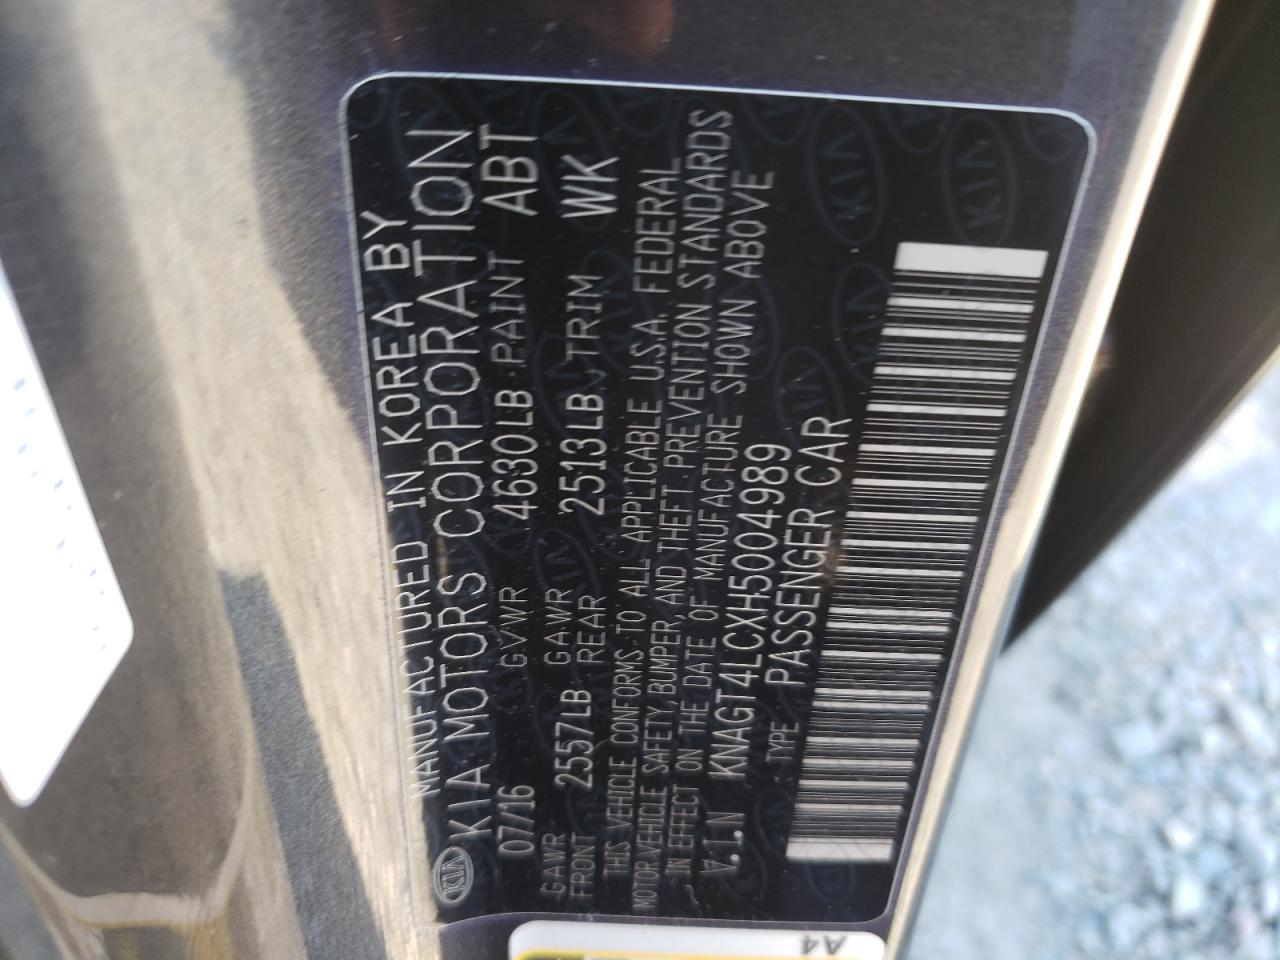 MANUFACTURED IN KOREA BY
KIA KIA MOTORS CORPORATION
07/16 GVWR 4630LB PAINT ABT
GAWR FRONT 2557LB GAWR REAR 2513LB TRIM WK
THIS VEHICLE CONFORMS TO ALL APPLICABLE U.S.A. FEDERAL
MOTOR VEHICLE SAFETY, BUMPER, AND THEFT PREVENTION STANDARDS
IN EFFECT ON THE DATE OF MANUFACTURE SHOWN ABOVE
V.I.N KNAGT4LCXH5004989
TYPE PASSENGER CAR
A4